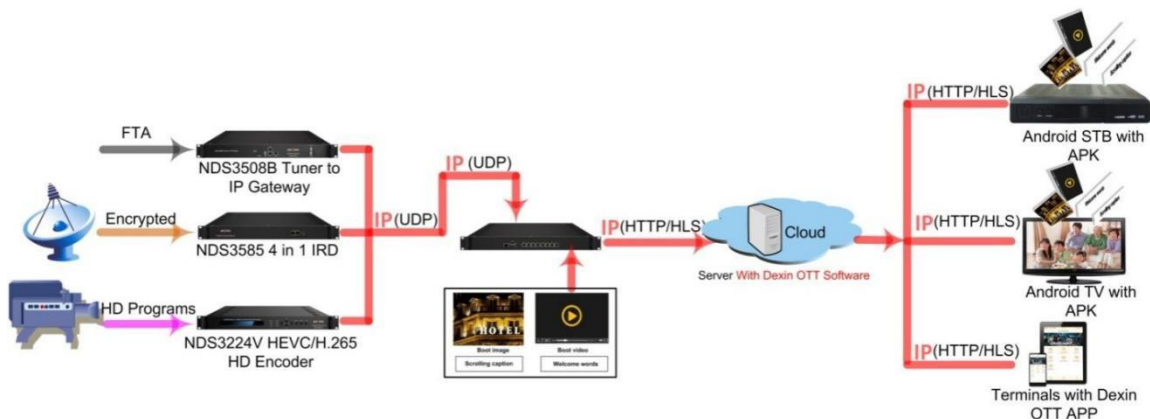 FTA
NDS3508B Tuner to
IP Gateway
Encrypted
NDS3585 4 in 1 IRD
HD Programs
NDS3224V HEVC/H.265
HD Encoder
IP(UDP)
IP (UDP)
HOTEL
Boot image
Boot video
Scrolling caption
Welcome words
IP(HTTP/HLS)
Cloud
Server With Dexin OTT Software
IP(HTTP/HLS)
Android STB with
APK
IP(HTTP/HLS)
Android TV with
APK
IP(HTTP/HLS)
Terminals with Dexin
OTT APP